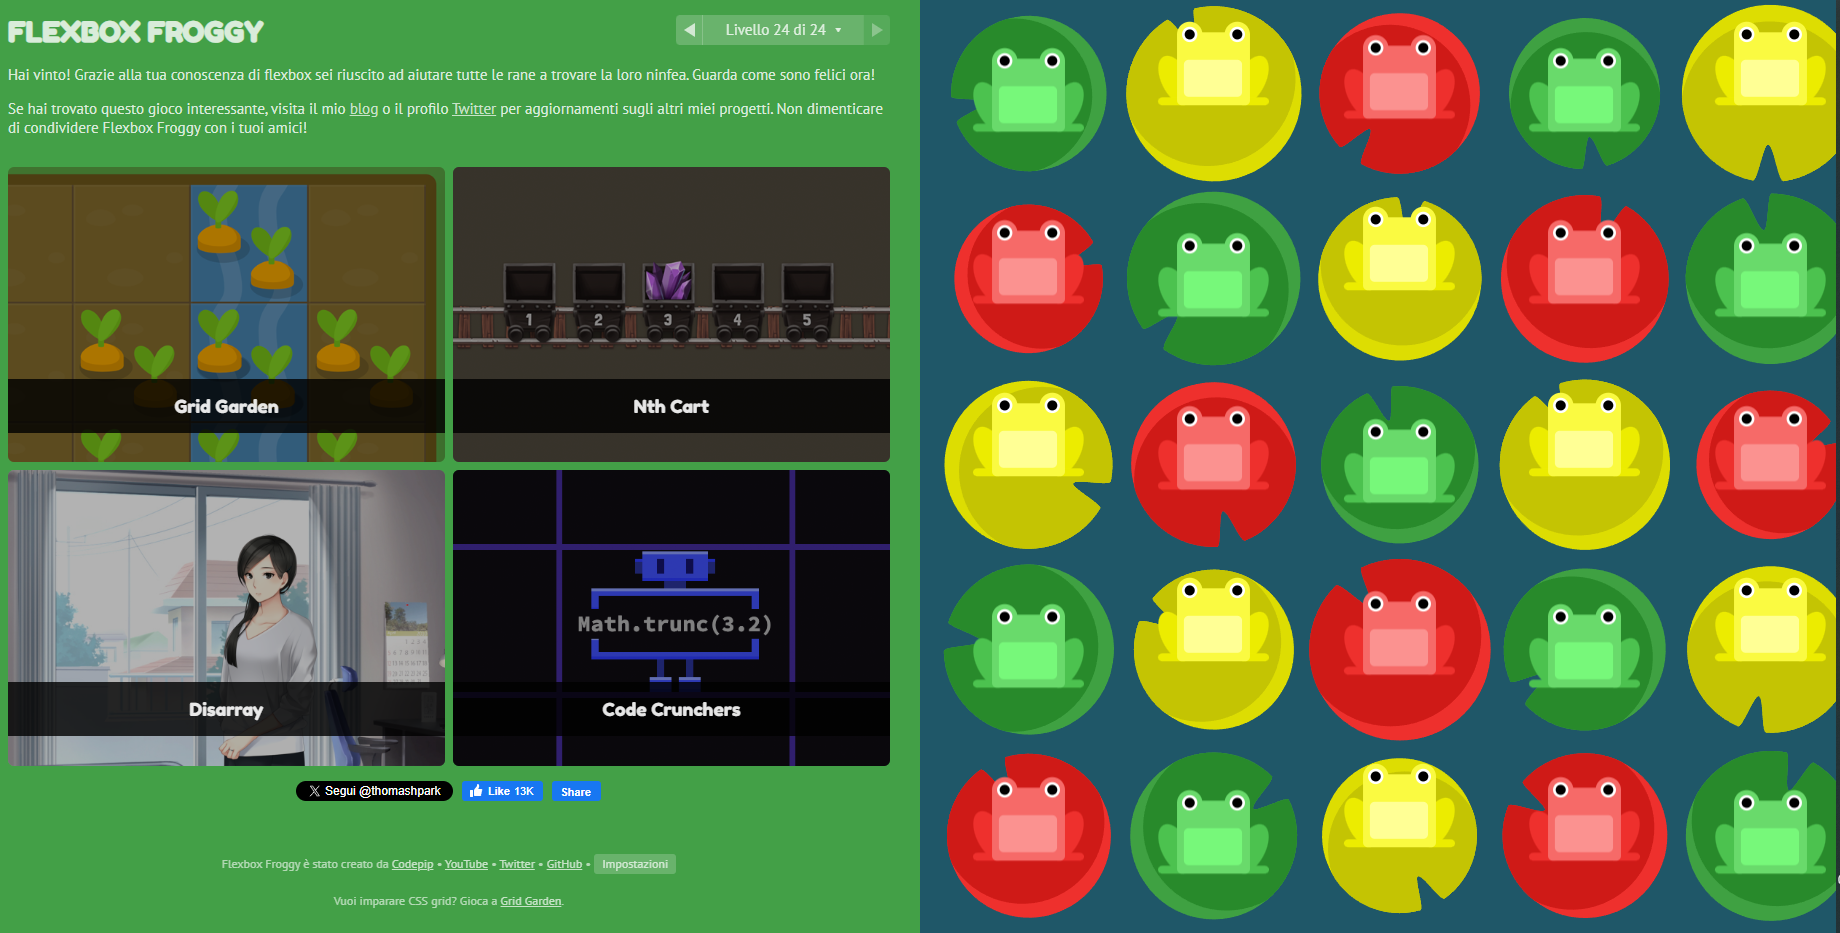 FLEXBOX FROGGY
Livello 24 di 24
Hai vinto! Grazie alla tua conoscenza di flexbox sei riuscito ad aiutare tutte le rane a trovare la loro ninfea. Guarda come sono felici ora!
Se hai trovato questo gioco interessante, visita il mio blog o il profilo Twitter per aggiornamenti sugli altri miei progetti. Non dimenticare
di condividere Flexbox Froggy con i tuoi amici!
1 2 3 4 5
Grid Garden
Nth Cart
Math.trunc(3.2)
Disarray
Code Crunchers
Segui @thomashpark
Like 13K
Share
Flexbox Froggy è stato creato da Codepip • YouTube • Twitter • GitHub • Impostazioni
Vuoi imparare CSS grid? Gioca a Grid Garden.